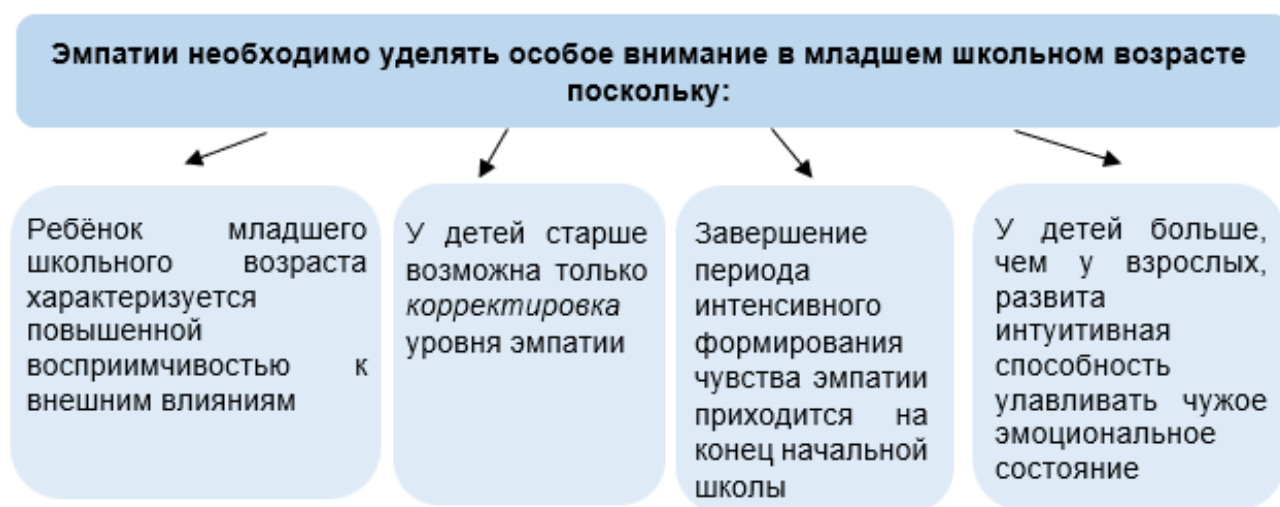 Эмпатии необходимо уделять особое внимание в младшем школьном возрасте
поскольку:
Ребёнок младшего
школьного возраста
характеризуется
повышенной
восприимчивостью к
внешним влияниям
У детей старше
возможна только
корректировка
уровня эмпатии
Завершение
периода
интенсивного
формирования
чувства эмпатии
приходится на
конец начальной
школы
У детей больше,
чем у взрослых,
развита
интуитивная
способность
улавливать чужое
эмоциональное
состояние